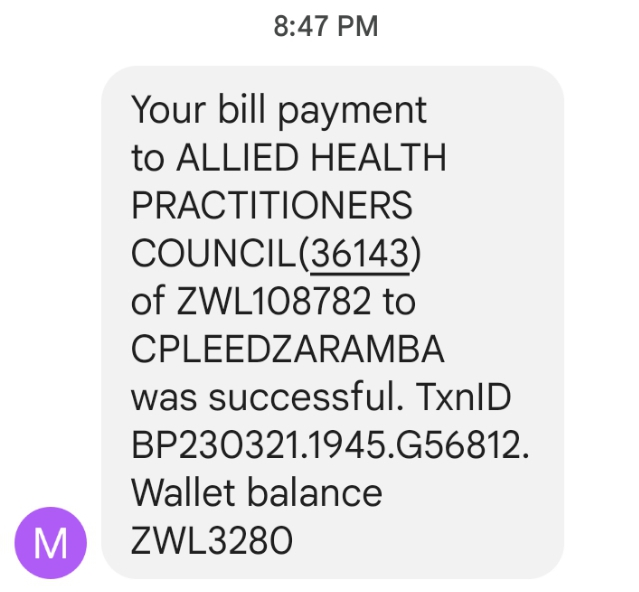 8:47 PM
Your bill payment
to ALLIED HEALTH
PRACTITIONERS
COUNCIL(36143)
of ZWL108782 to
CPLEEDZARAMBA
was successful. TxnID
BP230321.1945.G56812.
Wallet balance
ZWL3280
M